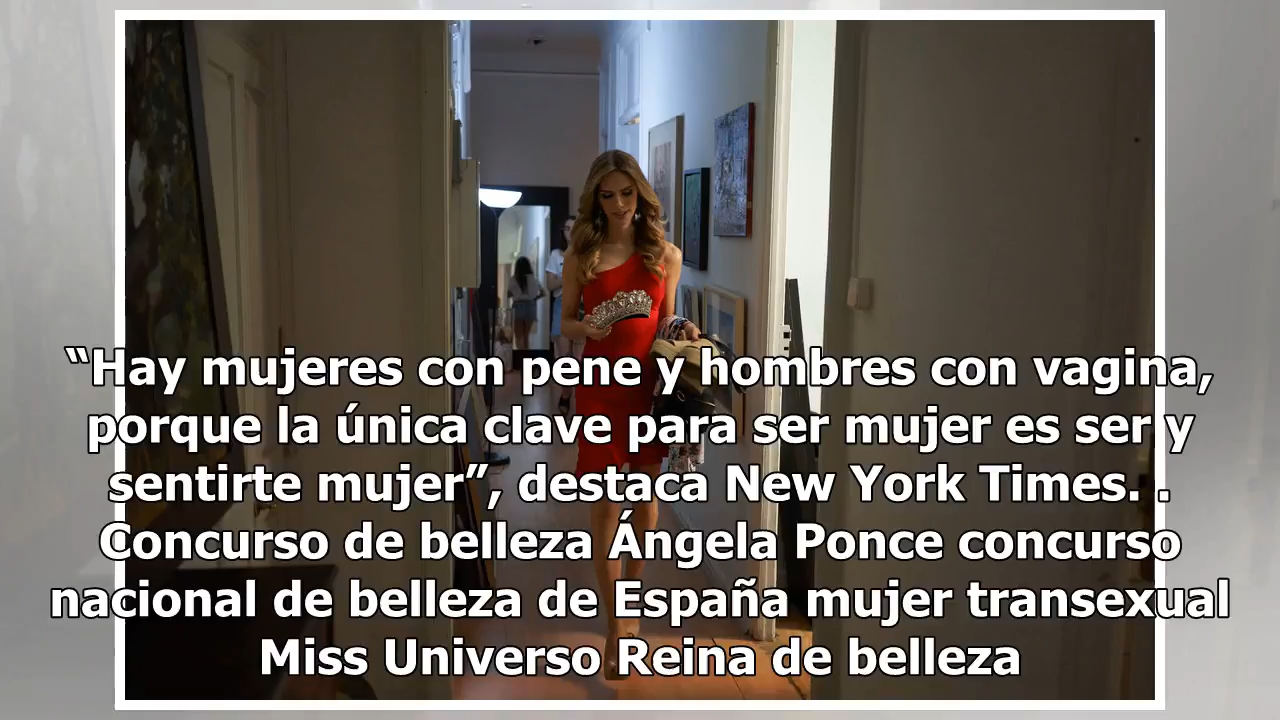 “Hay mujeres con pene y hombres con vagina,
porque la única clave para ser mujer es ser y
sentirte mujer”, destaca New York Times. .
Concurso de belleza Ángela Ponce concurso
nacional de belleza de España mujer transexual
Miss Universo Reina de belleza